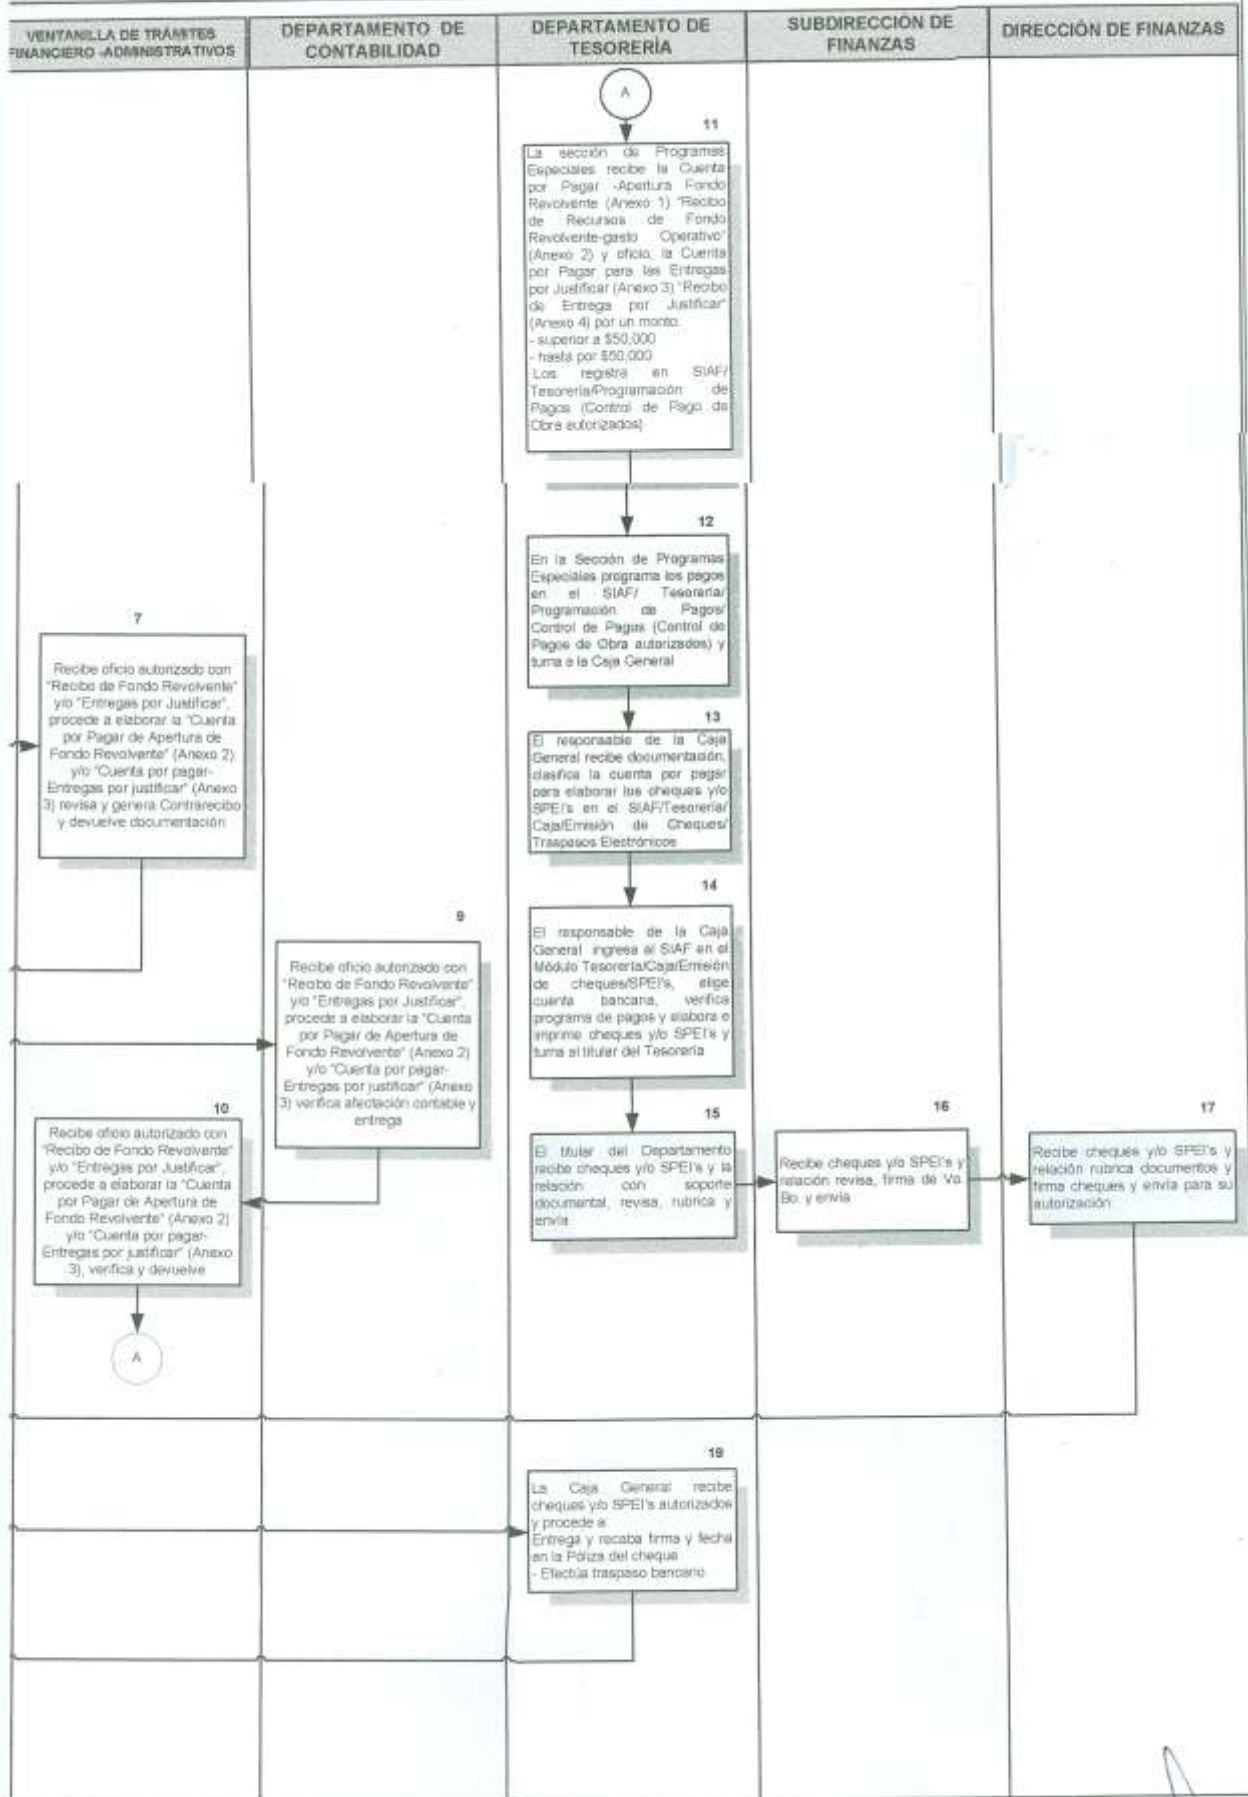 VENTANILLA DE TRÁMITES
FINANCIERO -ADMINISTRATIVOS
DEPARTAMENTO DE
CONTABILIDAD
DEPARTAMENTO DE
TESORERÍA
SUBDIRECCION DE
FINANZAS
DIRECCIÓN DE FINANZAS
A
11
La sección de Programas
Especiales recibe la Cuenta
por Pagar -Apertura Fondo
Revolvente (Anexo 1) "Recibo
de Recursos de Fondo
Revolvente-gasto Operativo"
(Anexo 2) y oficio, la Cuenta
por Pagar para las Entregas
por Justificar (Anexo 3) "Recibo
de Entrega por Justificar"
(Anexo 4) por un monto:
- superior a $50,000
- hasta por $50,000
Los registra en SIAF/
Tesorería/Programación de
Pagos (Control de Pago de
Obra autorizados)
12
En la Sección de Programas
Especiales programa los pagos
en el SIAF/ Tesorería/
Programación de Pagos/
Control de Pagos (Control de
Pagos de Obra autorizados) y
turna a la Caja General
7
Recibe oficio autorizado con
"Recibo de Fondo Revolvente"
y/o "Entregas por Justificar",
procede a elaborar la "Cuenta
por Pagar de Apertura de
Fondo Revolvente" (Anexo 2)
y/o "Cuenta por pagar-
Entregas por justificar" (Anexo
3) revisa y genera Contrarecibo
y devuelve documentación
13
El responsable de la Caja
General recibe documentación,
clasifica la cuenta por pagar
para elaborar los cheques y/o
SPEI's en el SIAF/Tesorería/
Caja/Emisión de Cheques/
Traspasos Electrónicos
14
El responsable de la Caja
General ingresa al SIAF en el
Módulo Tesorería/Caja/Emisión
de cheques/SPEI's, elige
cuenta bancaria, verifica
programa de pagos y elabora e
imprime cheques y/o SPEI's y
turna al titular del Tesorería
9
Recibe oficio autorizado con
"Recibo de Fondo Revolvente"
y/o "Entregas por Justificar",
procede a elaborar la "Cuenta
por Pagar de Apertura de
Fondo Revolvente" (Anexo 2)
y/o "Cuenta por pagar-
Entregas por justificar" (Anexo
3) verifica afectación contable y
entrega
10
Recibe oficio autorizado con
"Recibo de Fondo Revolvente"
y/o "Entregas por Justificar",
procede a elaborar la "Cuenta
por Pagar de Apertura de
Fondo Revolvente" (Anexo 2)
y/o "Cuenta por pagar-
Entregas por justificar" (Anexo
3), verifica y devuelve
A
15
El titular del Departamento
recibe cheques y/o SPEI's y la
relación con soporte
documental, revisa, rubrica y
envía
16
Recibe cheques y/o SPEI's y
relación revisa, firma de Vo.
Bo. y envía
17
Recibe cheques y/o SPEI's y
relación rubrica documentos y
firma cheques y envía para su
autorización
19
La Caja General recibe
cheques y/o SPEI's autorizados
y procede a:
Entrega y recaba firma y fecha
en la Póliza del cheque
- Efectúa traspaso bancario